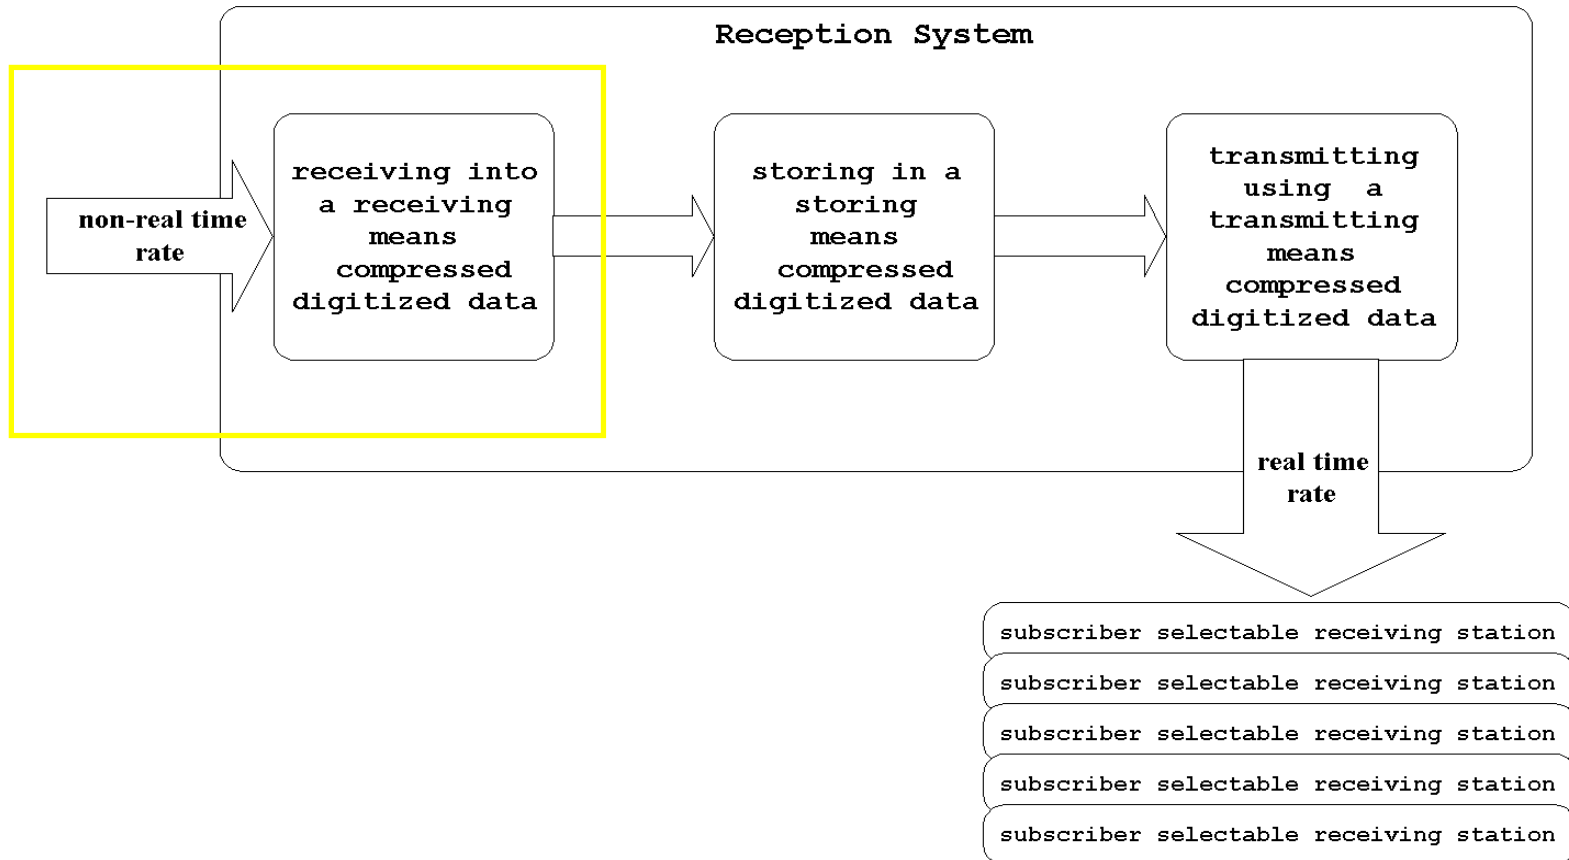 Reception System
non-real time
rate
receiving into
a receiving
means
compressed
digitized data
storing in a
storing
means
compressed
digitized data
transmitting
using a
transmitting
means
compressed
digitized data
real time
rate
subscriber selectable receiving station
subscriber selectable receiving station
subscriber selectable receiving station
subscriber selectable receiving station
subscriber selectable receiving station